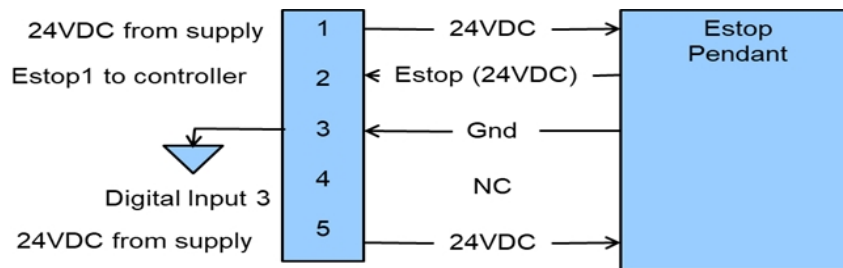 24VDC from supply 1 24VDC Estop
Pendant
Estop1 to controller 2 Estop (24VDC)
3 Gnd
Digital Input 3 4 NC
24VDC from supply 5 24VDC